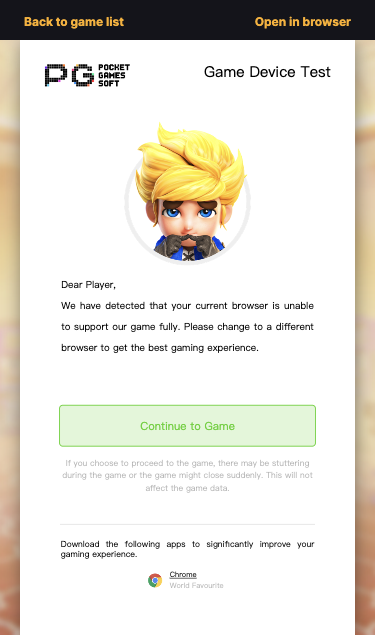 Back to game list
Open in browser
PG POCKET GAMES SOFT
Game Device Test
Dear Player,
We have detected that your current browser is unable
to support our game fully. Please change to a different
browser to get the best gaming experience.
Continue to Game
If you choose to proceed to the game, there may be stuttering
during the game or the game might close suddenly. This will not
affect the game data.
Download the following apps to significantly improve your
gaming experience.
Chrome
World Favourite